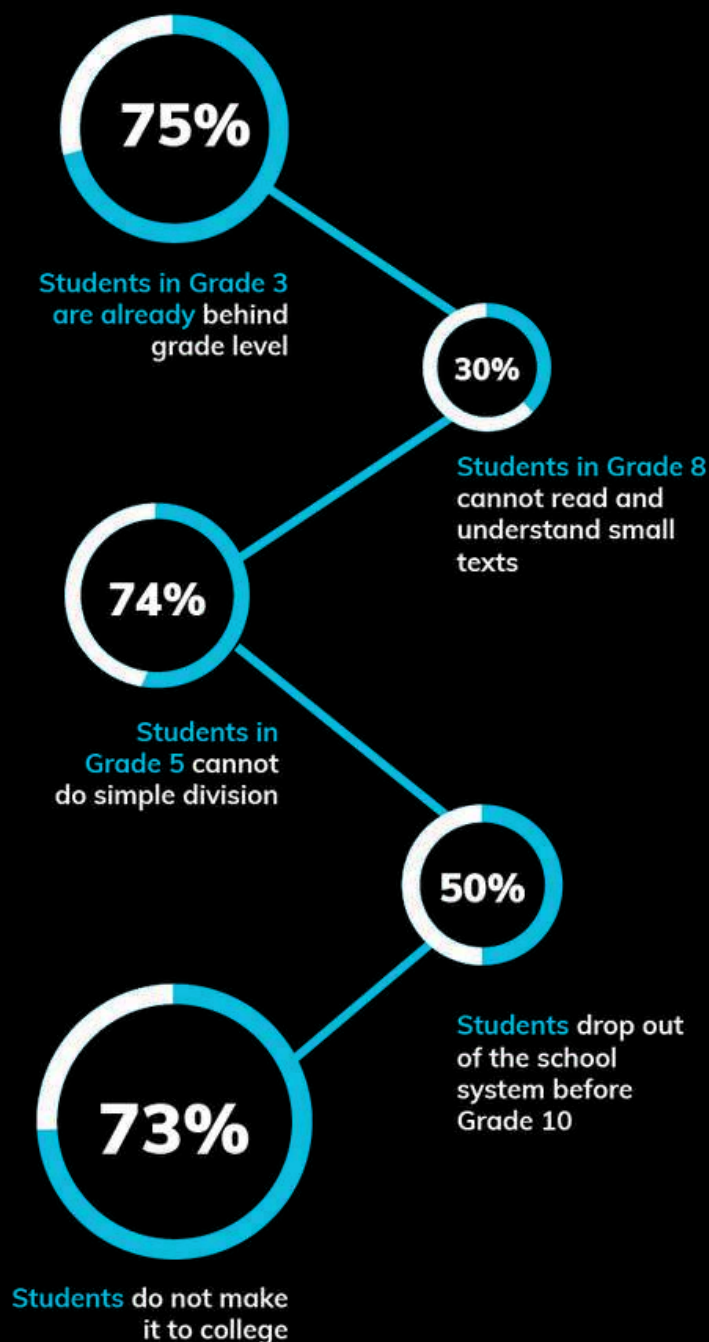 75%
Students in Grade 3
are already behind
grade level
30%
Students in Grade 8
cannot read and
understand small
texts
74%
Students in
Grade 5 cannot
do simple division
50%
Students drop out
of the school
system before
Grade 10
73%
Students do not make
it to college